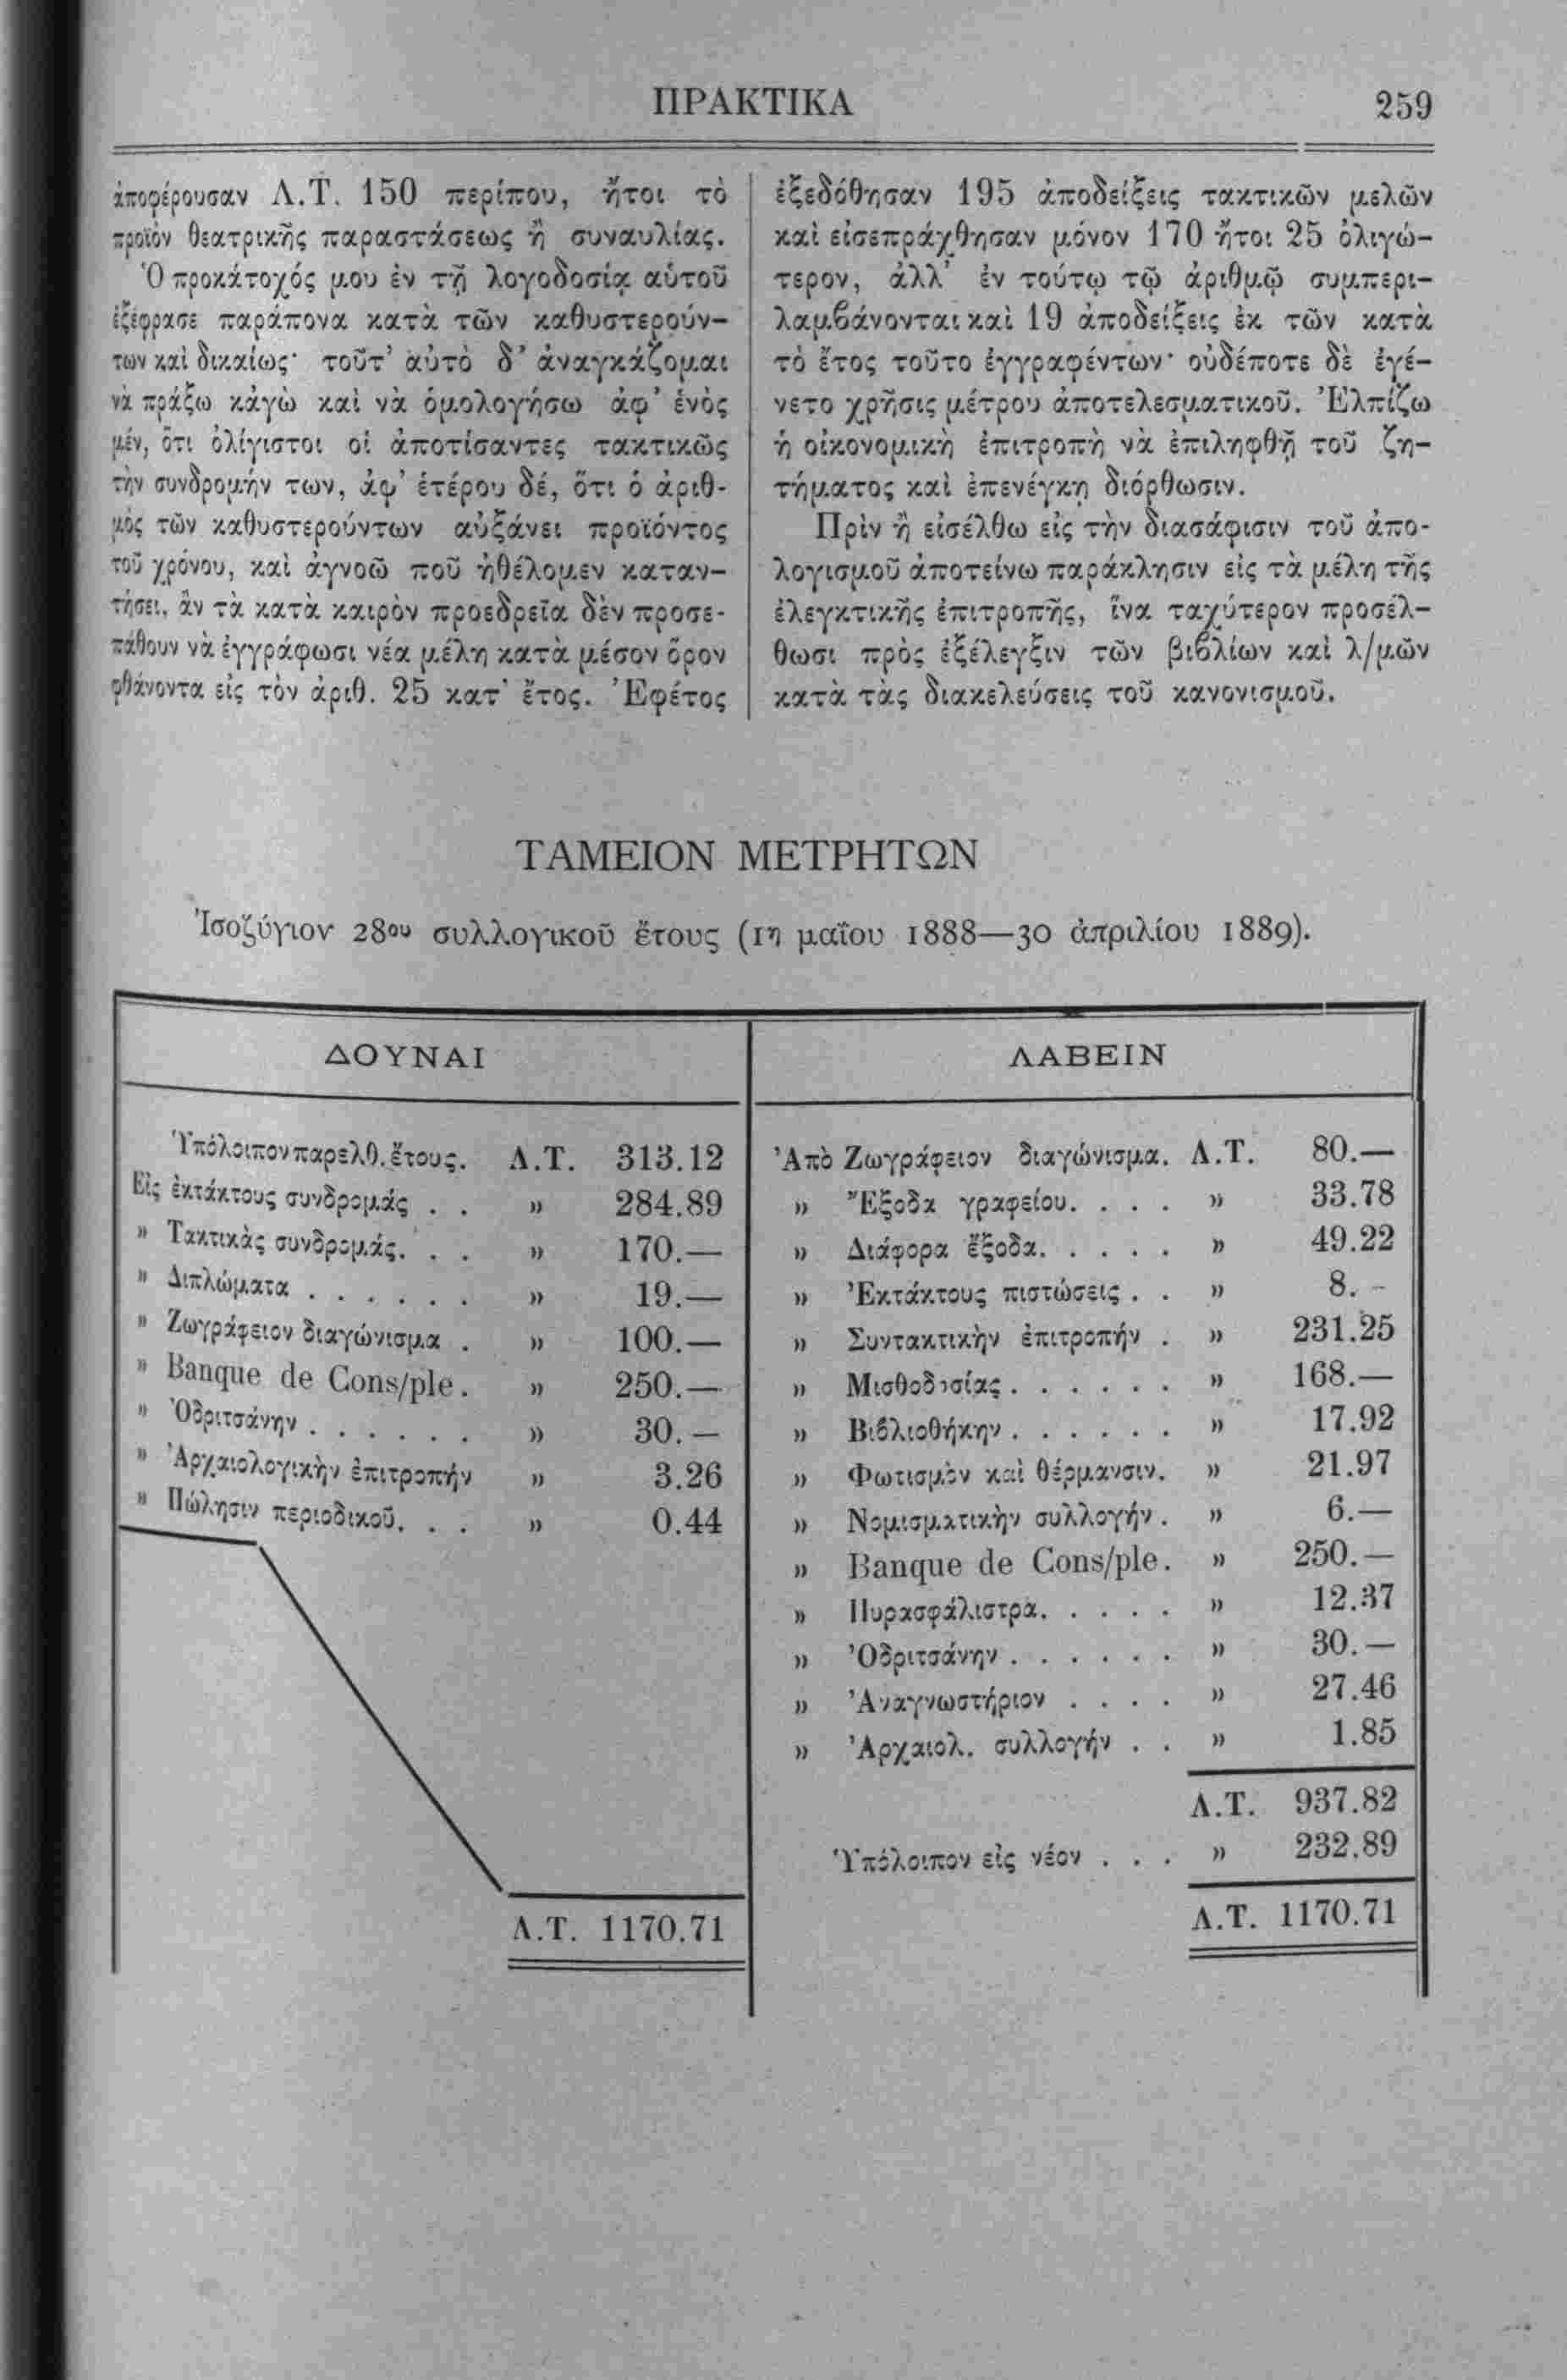 ΠΡΑΚΤΙΚΑ 259
ἀποφέρουσαν Λ.Τ. 150 περίπου, ἤτοι τὸ
προϊὸν θεατρικῆς παραστάσεως ἢ συναυλίας.
Ὁ προκάτοχός μου ἐν τῇ λογοδοσίᾳ αὑτοῦ
ἐξέφρασε παράπονα κατὰ τῶν καθυστερούν-
των καὶ δικαίως· τοῦτ' αὐτὸ δ' ἀναγκάζομαι
νὰ πράξω κἀγὼ καὶ νὰ ὁμολογήσω ἀφ' ἑνὸς
μέν, ὅτι ὀλίγιστοι οἱ ἀποτίσαντες τακτικῶς
τὴν συνδρομήν των, ἀφ' ἑτέρου δέ, ὅτι ὁ ἀριθ-
μὸς τῶν καθυστερούντων αὐξάνει προϊόντος
τοῦ χρόνου, καὶ ἀγνοῶ ποῦ ἠθέλομεν καταν-
τήσει, ἂν τὰ κατὰ καιρὸν προεδρεῖα δὲν προσε-
πάθουν νὰ ἐγγράφωσι νέα μέλη κατὰ μέσον ὅρον
φθάνοντα εἰς τὸν ἀριθ. 25 κατ' ἔτος. Ἐφέτος
ἐξεδόθησαν 195 ἀποδείξεις τακτικῶν μελῶν
καὶ εἰσεπράχθησαν μόνον 170 ἤτοι 25 ὀλιγώ-
τερον, ἀλλ' ἐν τούτῳ τῷ ἀριθμῷ συμπερι-
λαμβάνονται καὶ 19 ἀποδείξεις ἐκ τῶν κατὰ
τὸ ἔτος τοῦτο ἐγγραφέντων· οὐδέποτε δὲ ἐγέ-
νετο χρῆσις μέτρου ἀποτελεσματικοῦ. Ἐλπίζω
ἡ οἰκονομικὴ ἐπιτροπὴ νὰ ἐπιληφθῇ τοῦ ζη-
τήματος καὶ ἐπενέγκῃ διόρθωσιν.
Πρὶν ἢ εἰσέλθω εἰς τὴν διασάφισιν τοῦ ἀπο-
λογισμοῦ ἀποτείνω παράκλησιν εἰς τὰ μέλη τῆς
ἐλεγκτικῆς ἐπιτροπῆς, ἵνα ταχύτερον προσέλ-
θωσι πρὸς ἐξέλεγξιν τῶν βιβλίων καὶ λ/μῶν
κατὰ τὰς διακελεύσεις τοῦ κανονισμοῦ.
ΤΑΜΕΙΟΝ ΜΕΤΡΗΤΩΝ
Ἰσοζύγιον 28ου συλλογικοῦ ἔτους (1ῃ μαΐου 1888—30 ἀπριλίου 1889).
ΔΟΥΝΑΙ
Ὑπόλοιπον παρελθ. ἔτους. Λ.Τ. 313.12
Εἰς ἐκτάκτους συνδρομάς . . » 284.89
» Τακτικὰς συνδρομάς. . . » 170.—
» Διπλώματα . . . . . . » 19.—
» Ζωγράφειον διαγώνισμα . » 100.—
» Banque de Cons/ple. » 250.—
» Ὀδριτσάνην . . . . . . » 30.—
» Ἀρχαιολογικὴν ἐπιτροπήν » 3.26
» Πώλησιν περιοδικοῦ. . . » 0.44
Λ.Τ. 1170.71
ΛΑΒΕΙΝ
Ἀπὸ Ζωγράφειον διαγώνισμα. Λ.Τ. 80.—
» Ἔξοδα γραφείου. . . . » 33.78
» Διάφορα ἔξοδα. . . . . » 49.22
» Ἐκτάκτους πιστώσεις . . » 8.—
» Συντακτικὴν ἐπιτροπήν . » 231.25
» Μισθοδοσίας . . . . . . » 168.—
» Βιβλιοθήκην . . . . . . » 17.92
» Φωτισμὸν καὶ θέρμανσιν. » 21.97
» Νομισματικὴν συλλογήν . » 6.—
» Banque de Cons/ple. » 250.—
» Πυρασφάλιστρα. . . . . » 12.37
» Ὀδριτσάνην . . . . . . » 30.—
» Ἀναγνωστήριον . . . . » 27.46
» Ἀρχαιολ. συλλογήν . . » 1.85
Λ.Τ. 937.82
Ὑπόλοιπον εἰς νέον . . . » 232.89
Λ.Τ. 1170.71